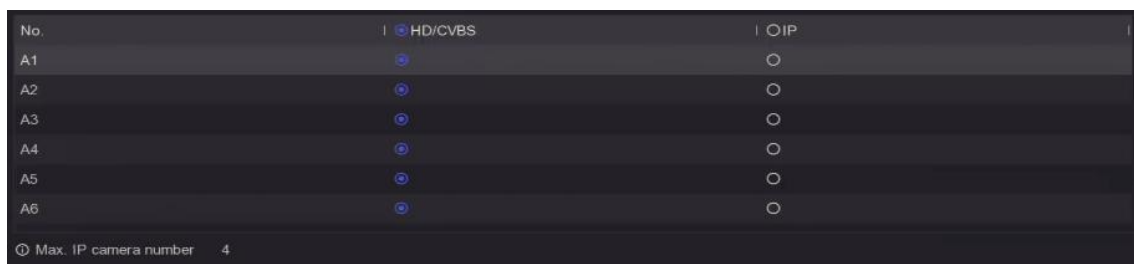 No. HD/CVBS IP
A1
A2
A3
A4
A5
A6
Max. IP camera number 4